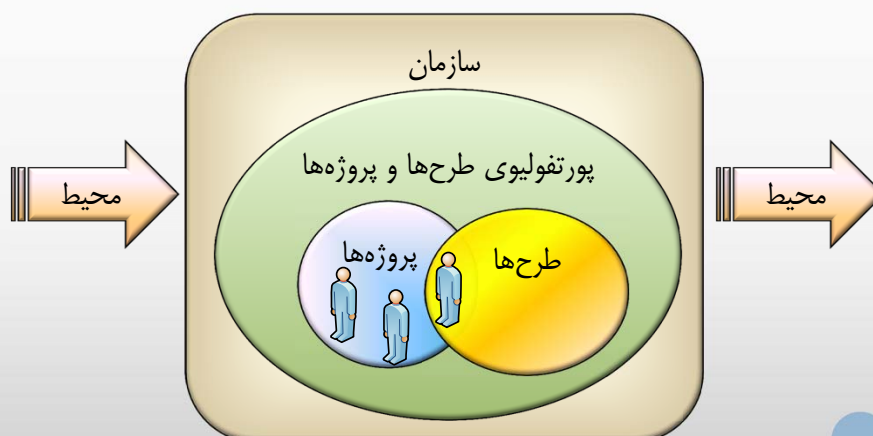 سازمان
پورتفولیوی طرح‌ها و پروژه‌ها
محیط
محیط
پروژه‌ها
طرح‌ها